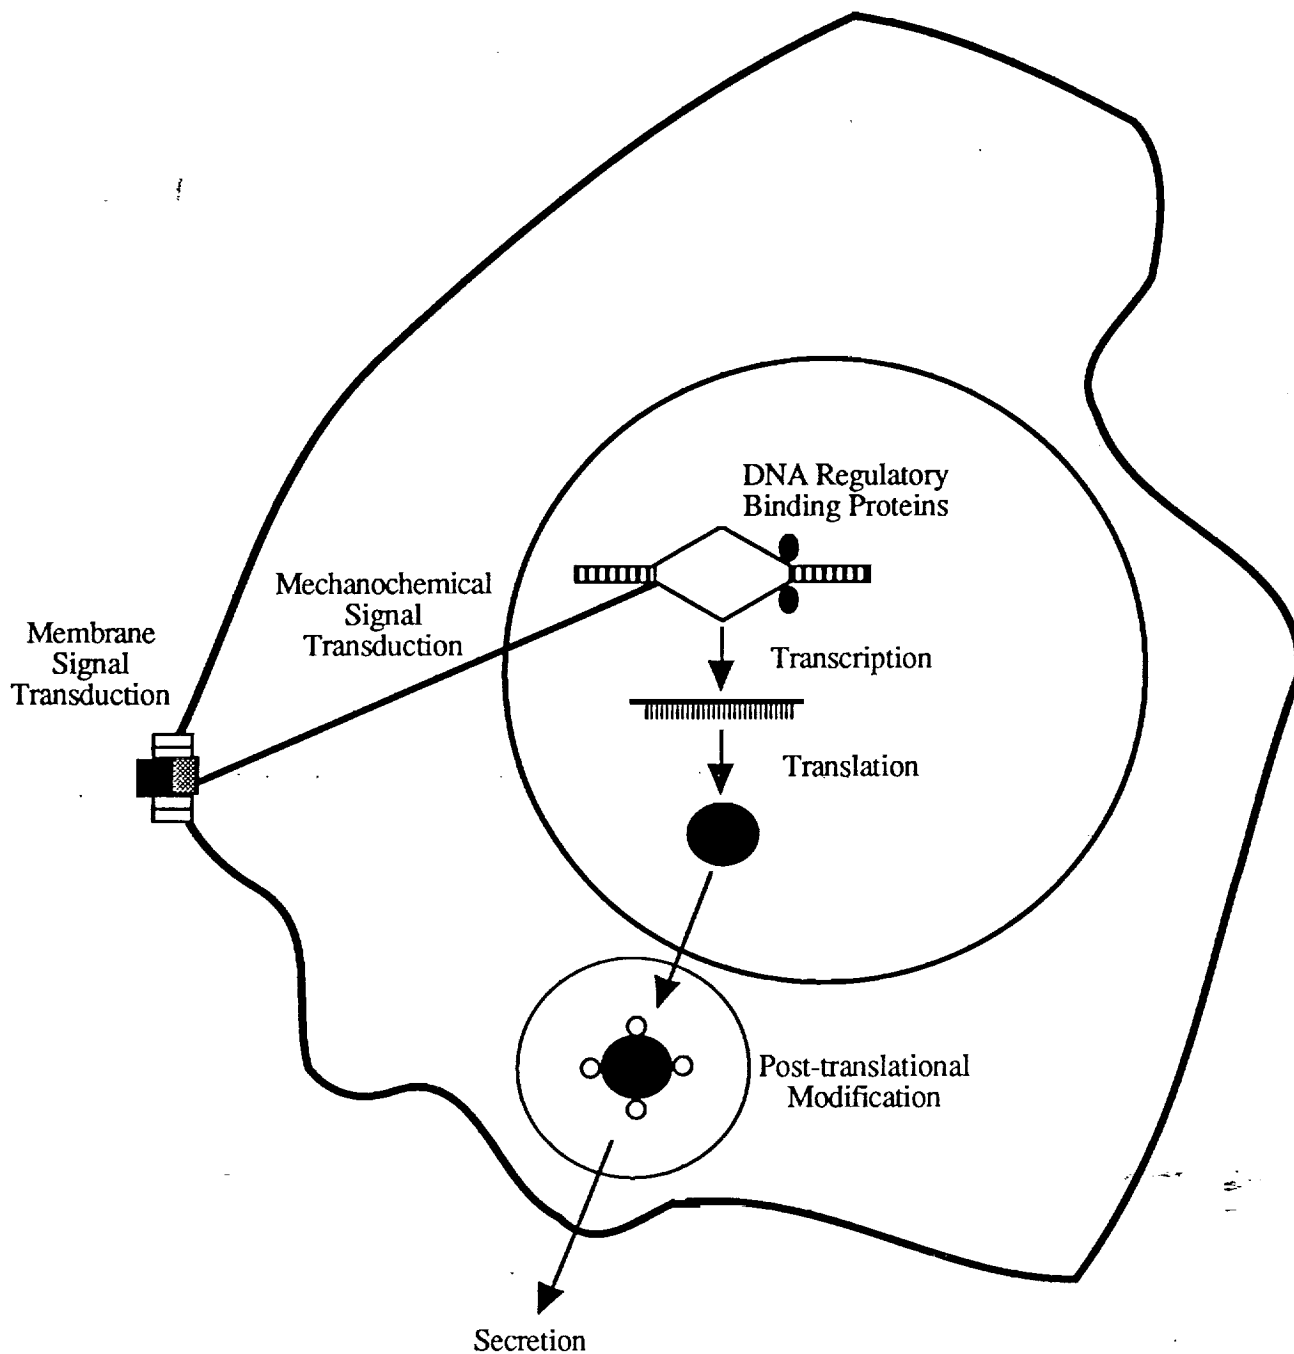 DNA Regulatory
Binding Proteins
Mechanochemical
Signal
Transduction
Membrane
Signal
Transduction
Transcription
Translation
Post-translational
Modification
Secretion